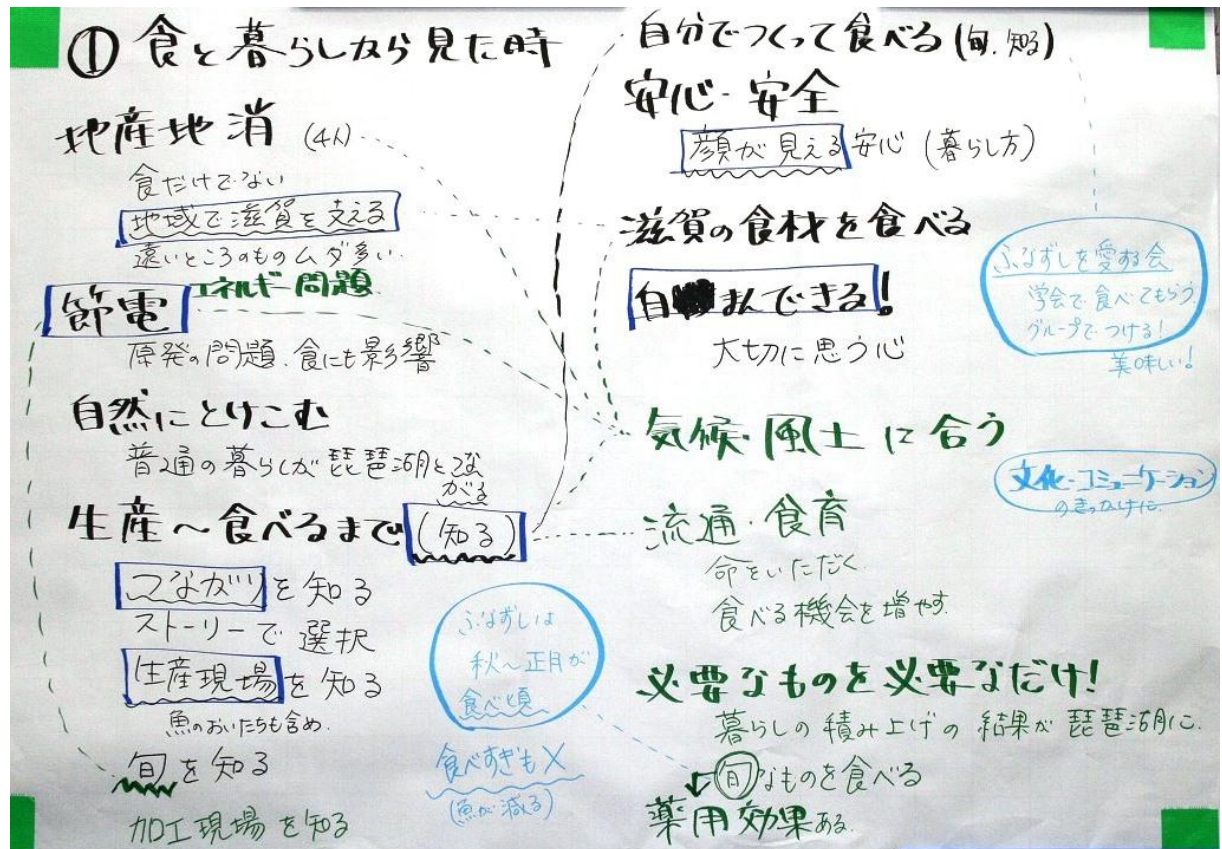 ① 食と暮らしから見た時
地産地消 (4人)
食だけでない
地域で滋賀を支える
遠いところのものムダ多い.
節電 エネルギー問題
原発の問題.食にも影響
自然にとけこむ
普通の暮らしが琵琶湖とつな
がる
生産〜食べるまで(知る)
つながりを知る
ストーリーで選択
生産現場を知る
魚のおいたちも含め.
旬を知る
加工現場を知る
ふなずしは
秋〜正月が
食べ頃
食べすぎも×
(魚が減る)
自分でつくって食べる(旬.知る)
安心・安全
顔が見える安心(暮らし方)
滋賀の食材を食べる
自まんできる!
大切に思う心
気候・風土に合う
流通・食育
命をいただく
食べる機会を増やす.
必要なものを必要なだけ!
暮らしの積み上げの結果が琵琶湖に.
旬なものを食べる
薬用効果ある.
ふなずしを愛する会
学会で食べてもらう
グループでつける!
美味しい!
文化・コミュニケーション
のきっかけに.